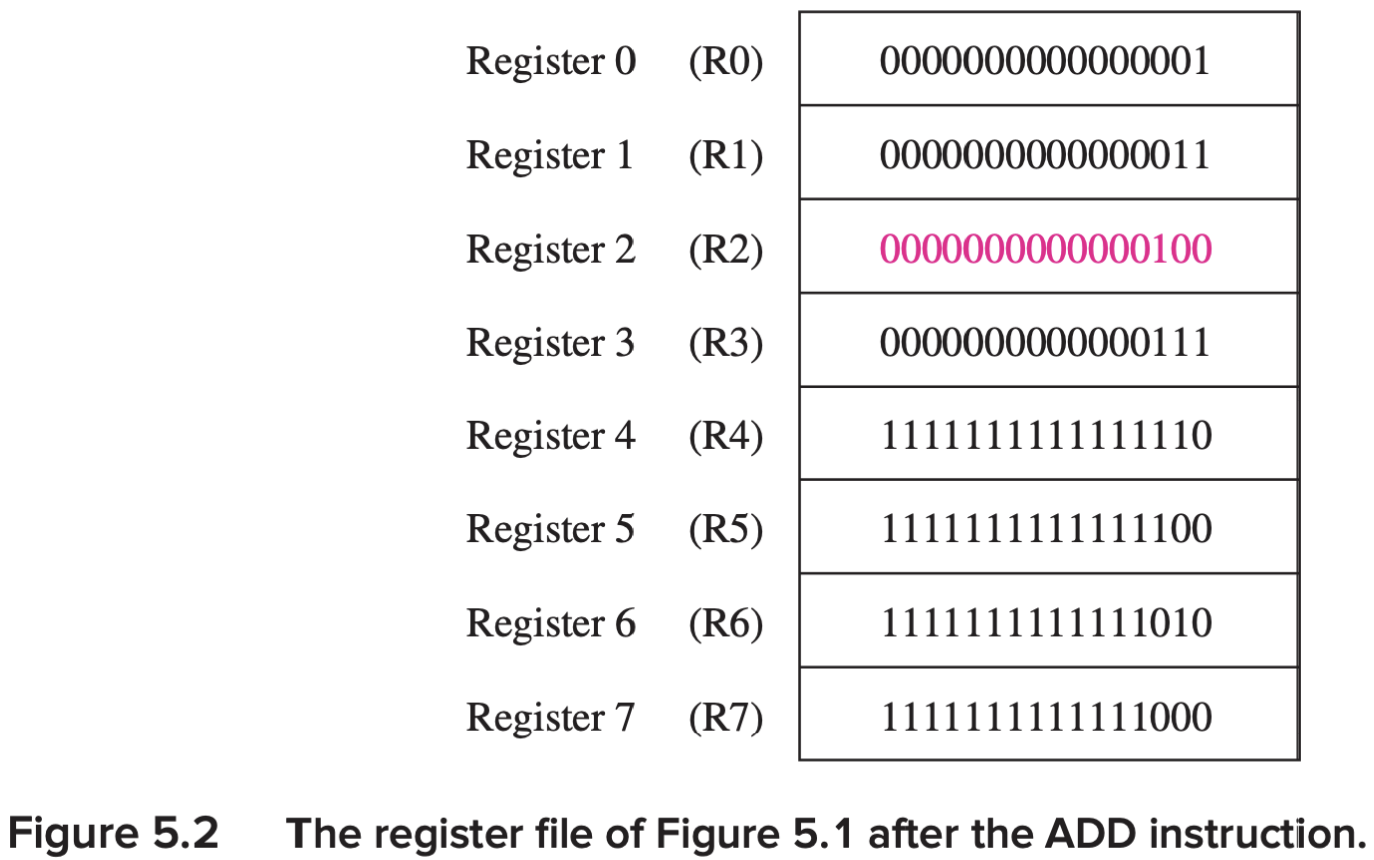 Register 0 (R0) 0000000000000001
Register 1 (R1) 0000000000000011
Register 2 (R2) 0000000000000100
Register 3 (R3) 0000000000000111
Register 4 (R4) 1111111111111110
Register 5 (R5) 1111111111111100
Register 6 (R6) 1111111111111010
Register 7 (R7) 1111111111111000
Figure 5.2 The register file of Figure 5.1 after the ADD instruction.